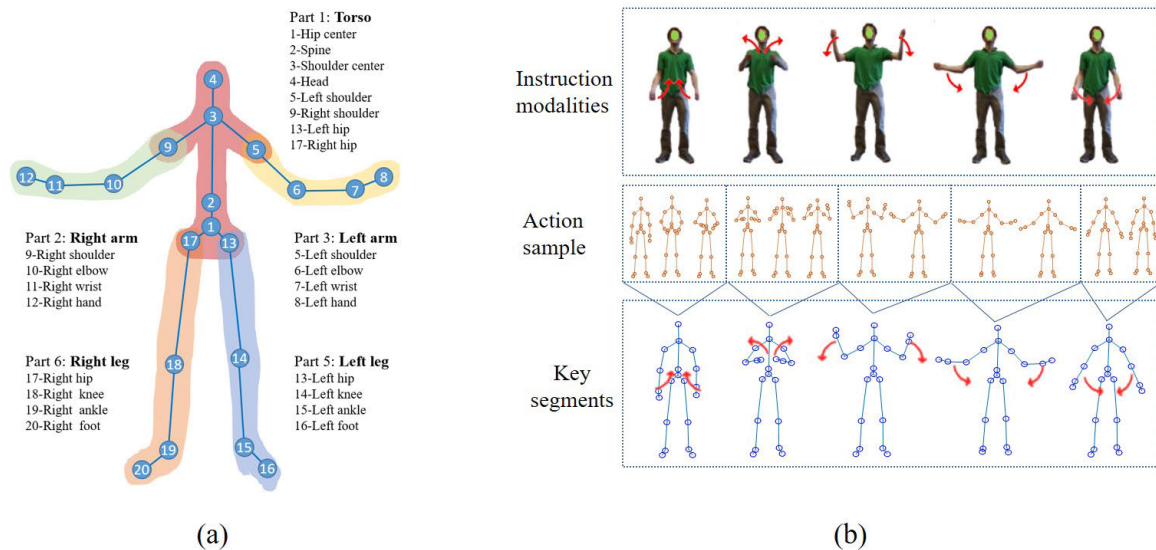 Part 1: Torso
1-Hip center
2-Spine
3-Shoulder center
4-Head
5-Left shoulder
9-Right shoulder
13-Left hip
17-Right hip
4
3
9
5
12
11
10
6
7
8
2
1
17
13
Part 2: Right arm
9-Right shoulder
10-Right elbow
11-Right wrist
12-Right hand
Part 3: Left arm
5-Left shoulder
6-Left elbow
7-Left wrist
8-Left hand
18
14
Part 6: Right leg
17-Right hip
18-Right knee
19-Right ankle
20-Right foot
Part 5: Left leg
13-Left hip
14-Left knee
15-Left ankle
16-Left foot
19
15
20
16
(a)
Instruction
modalities
Action
sample
Key
segments
(b)